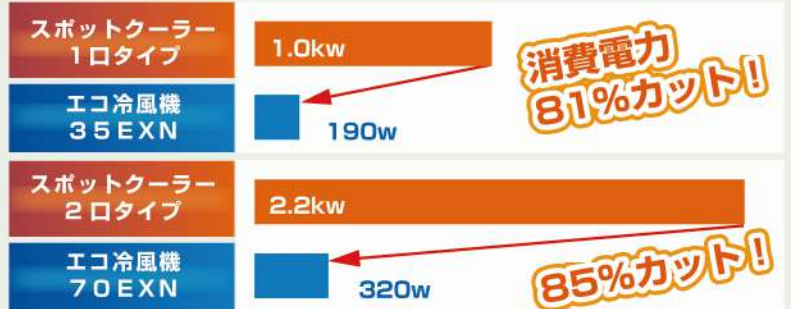 スポットクーラー
1口タイプ
1.0kw
消費電力
81%カット!
エコ冷風機
35EXN
190w
スポットクーラー
2口タイプ
2.2kw
エコ冷風機
70EXN
320w
85%カット!